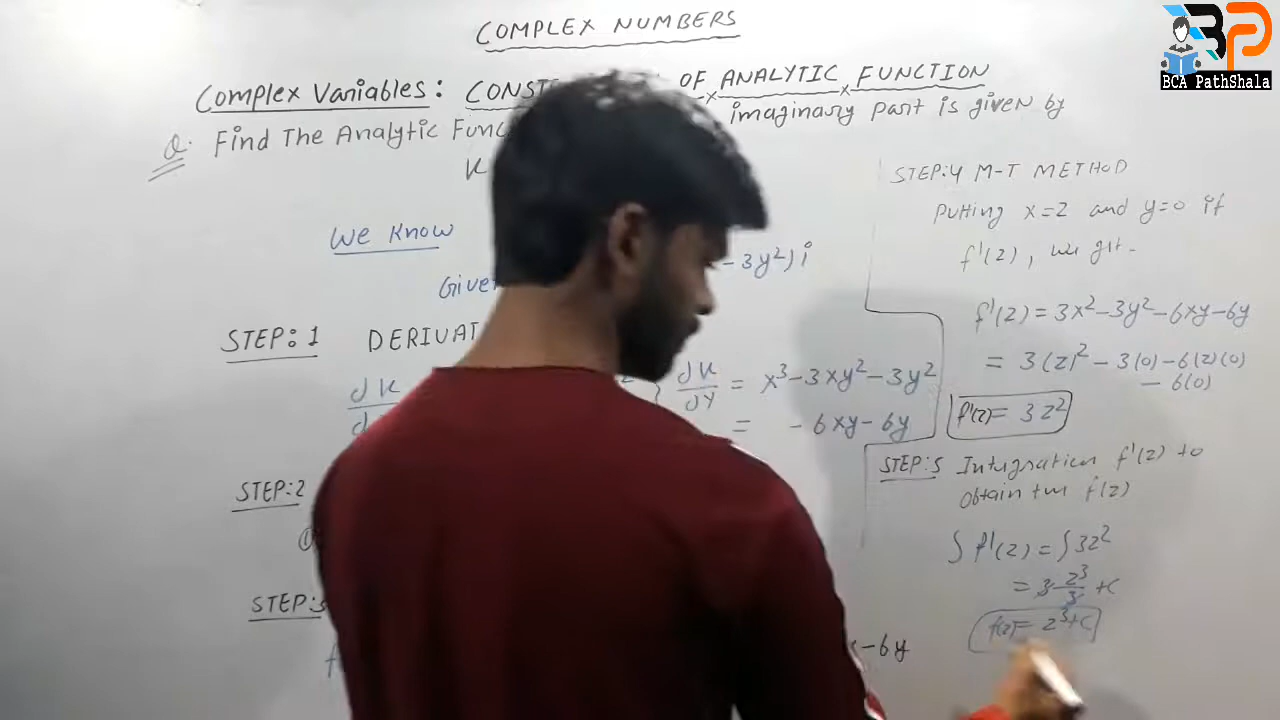 COMPLEX NUMBERS
BCA PathShala
Complex Variables: CONST OF ANALYTIC FUNCTION
Q. Find The Analytic Func imaginary part is given by
We Know
Given - 3y²) i
STEP: 1 DERIVAT
= x³-3xy²-3y²
= - 6xy-6y
STEP:2
STEP:3
-6y
STEP:4 M-T METHOD
Putting x=z and y=0 if
f'(z), we get.
f'(z) = 3x²-3y²-6xy-6y
= 3(z)² - 3(0) - 6(z)(0)
- 6(0)
f'(z)= 3z²
STEP:5 Intigration f'(z) to
obtain the f(z)
∫ f'(z) = ∫3z²
= 3 z³/3 +c
f(z)= z³+c